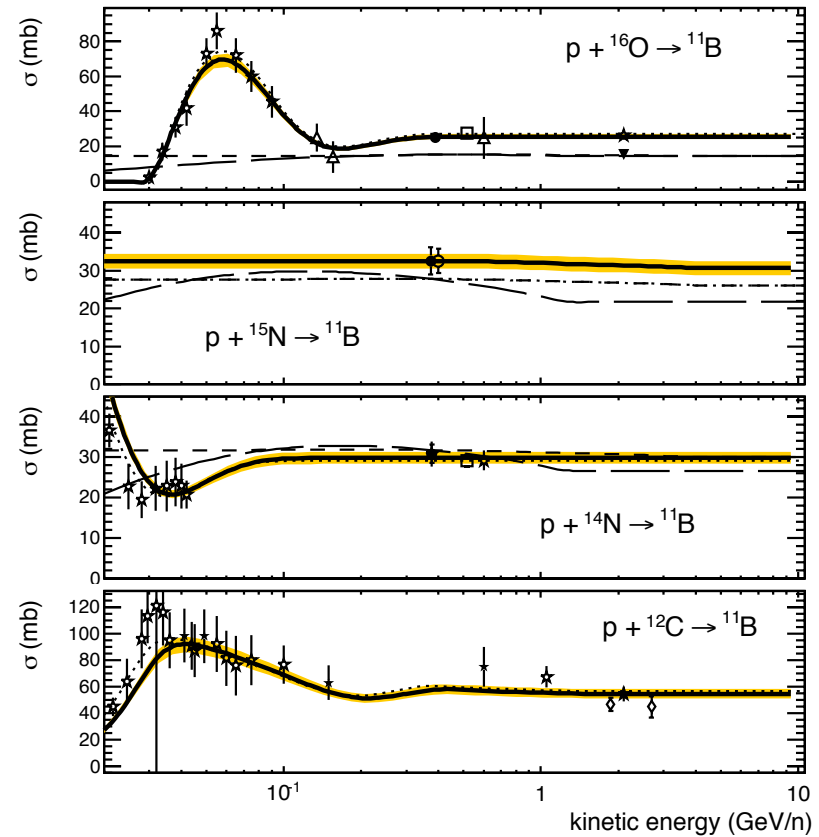 σ (mb)
80
60
40
20
0
p + ¹⁶O → ¹¹B
σ (mb)
40
30
20
10
0
p + ¹⁵N → ¹¹B
σ (mb)
40
30
20
10
0
p + ¹⁴N → ¹¹B
σ (mb)
120
100
80
60
40
20
0
p + ¹²C → ¹¹B
10⁻¹
1
10
kinetic energy (GeV/n)